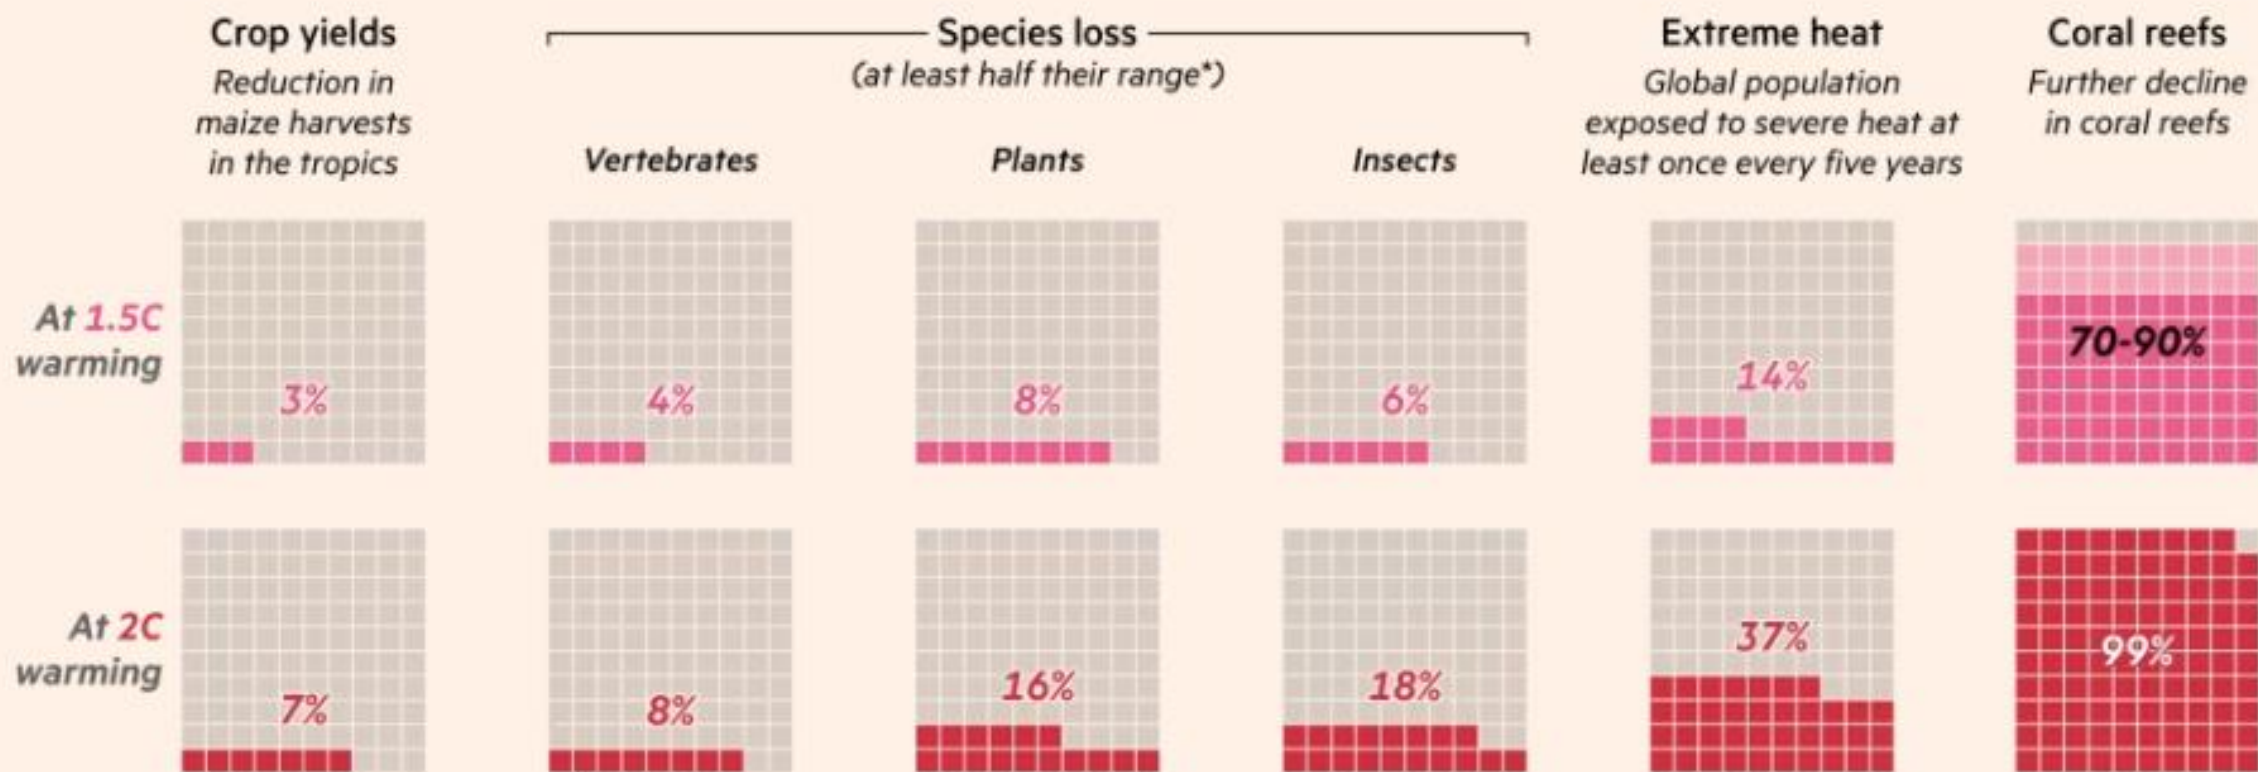 Crop yields
Reduction in
maize harvests
in the tropics
Species loss
(at least half their range*)
Vertebrates
Plants
Insects
Extreme heat
Global population
exposed to severe heat at
least once every five years
Coral reefs
Further decline
in coral reefs
At 1.5C
warming
3%
4%
8%
6%
14%
70-90%
At 2C
warming
7%
8%
16%
18%
37%
99%